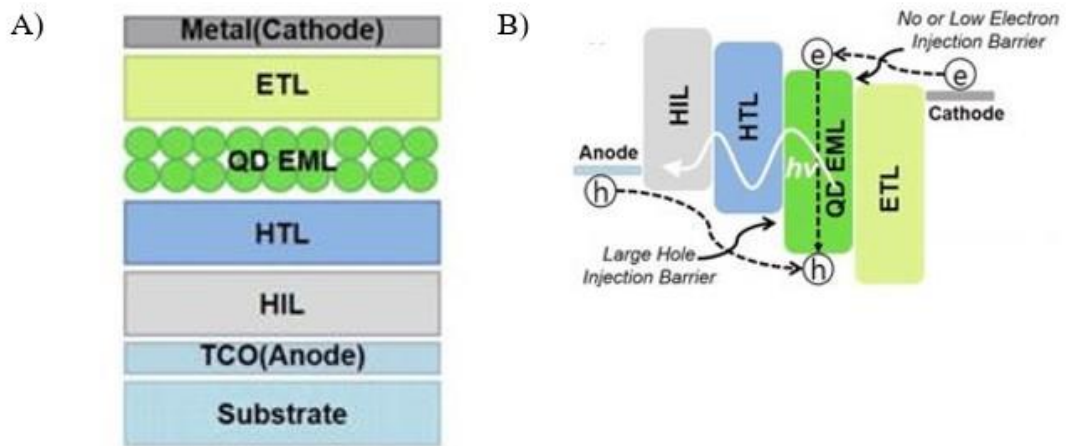 A)
Metal(Cathode)
ETL
QD EML
HTL
HIL
TCO(Anode)
Substrate
B)
No or Low Electron
Injection Barrier
e
e
Cathode
HIL
HTL
hν
QD EML
ETL
Anode
h
Large Hole
Injection Barrier
h